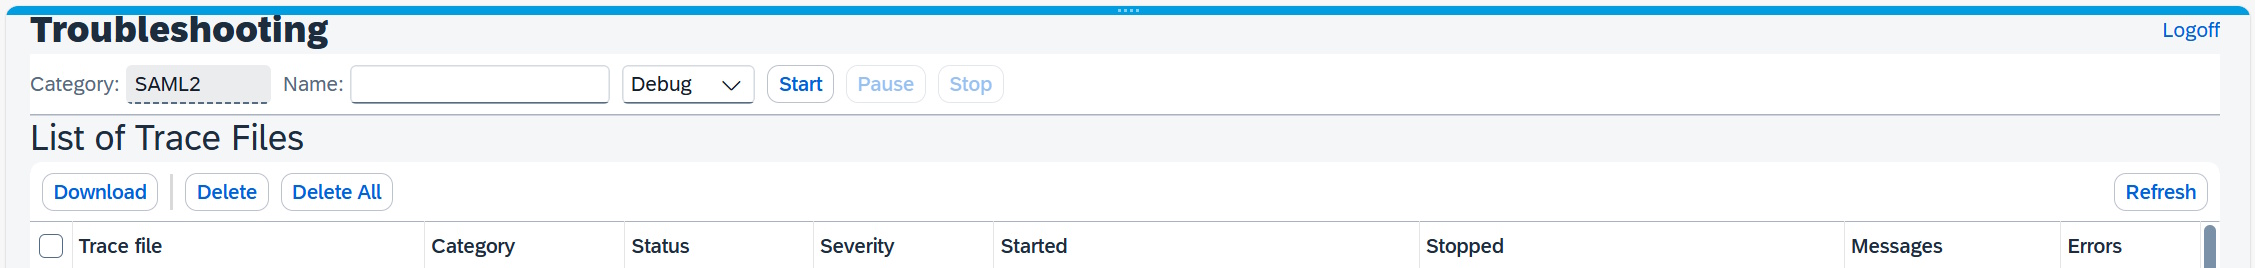 Troubleshooting
Logoff
Category: SAML2 Name: Debug Start Pause Stop
List of Trace Files
Download Delete Delete All Refresh
Trace file Category Status Severity Started Stopped Messages Errors